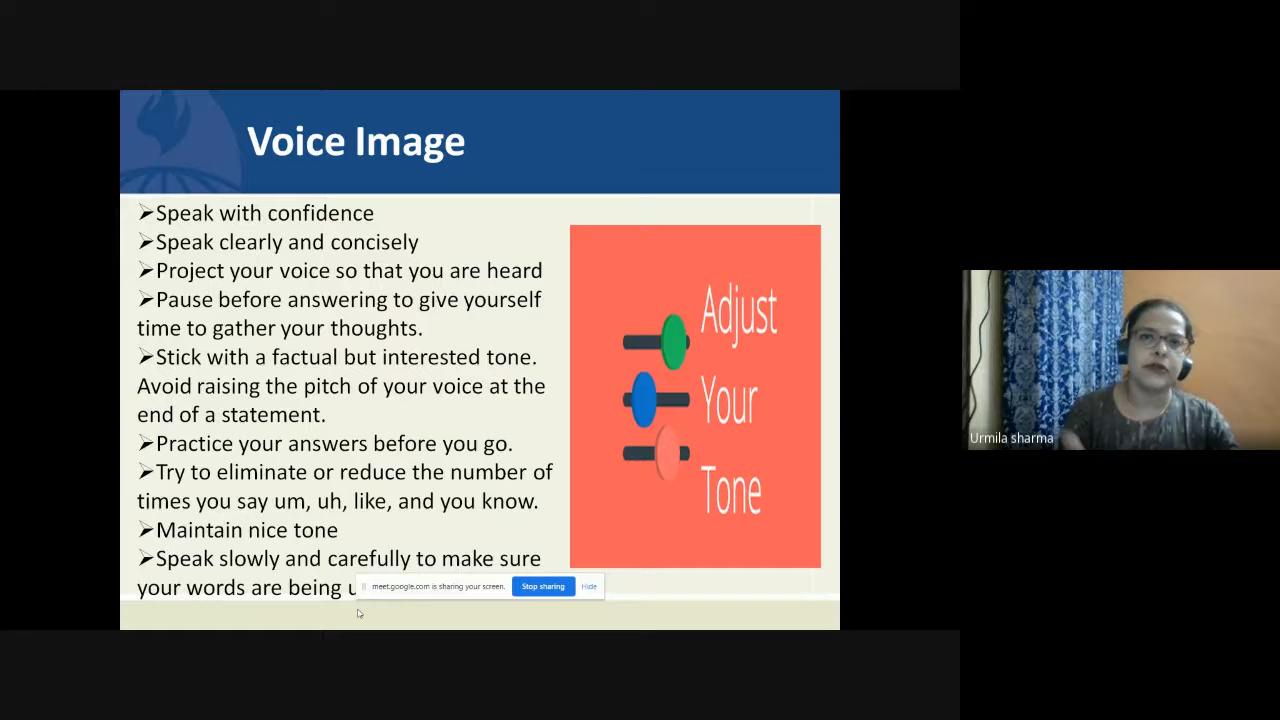 Voice Image
➢Speak with confidence
➢Speak clearly and concisely
➢Project your voice so that you are heard
➢Pause before answering to give yourself
time to gather your thoughts.
➢Stick with a factual but interested tone.
Avoid raising the pitch of your voice at the
end of a statement.
➢Practice your answers before you go.
➢Try to eliminate or reduce the number of
times you say um, uh, like, and you know.
➢Maintain nice tone
➢Speak slowly and carefully to make sure
your words are being
meet.google.com is sharing your screen. Stop sharing Hide
Adjust
Your
Tone
Urmila sharma